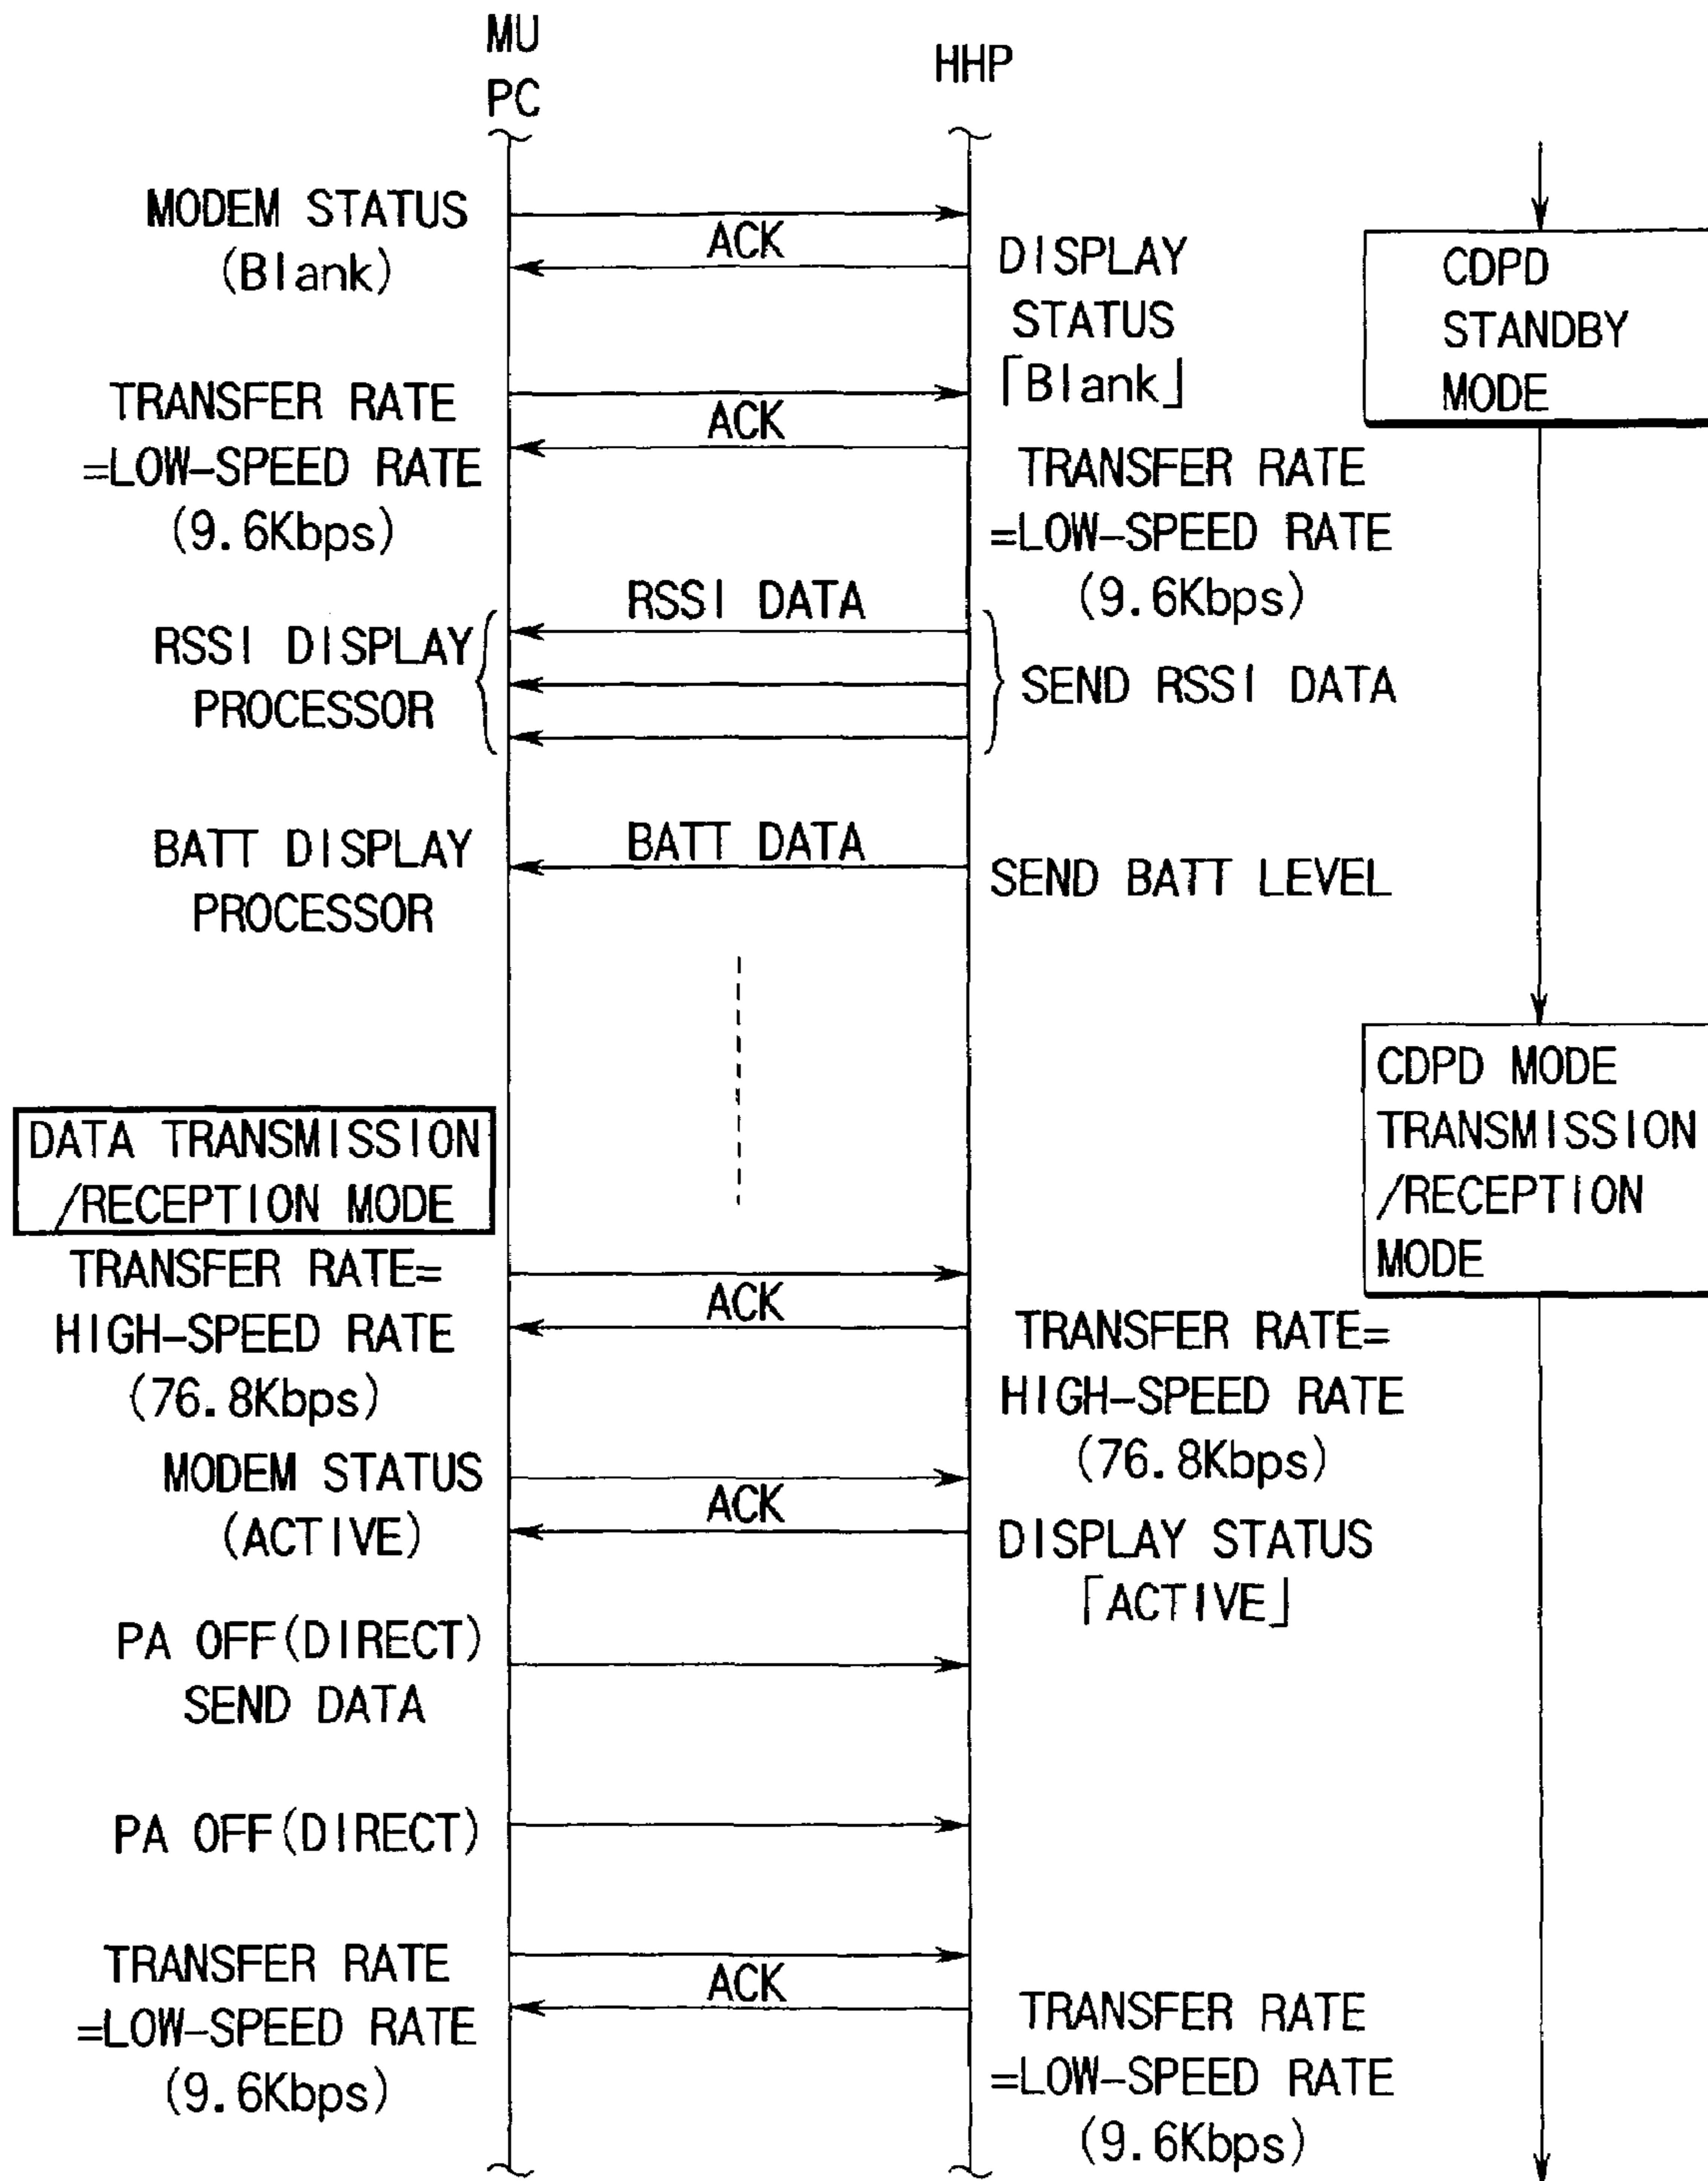 MU
PC
HHP
MODEM STATUS
(Blank)
ACK
DISPLAY
STATUS
「Blank」
CDPD
STANDBY
MODE
TRANSFER RATE
=LOW-SPEED RATE
(9.6Kbps)
ACK
TRANSFER RATE
=LOW-SPEED RATE
(9.6Kbps)
RSSI DISPLAY
PROCESSOR
RSSI DATA
SEND RSSI DATA
BATT DISPLAY
PROCESSOR
BATT DATA
SEND BATT LEVEL
DATA TRANSMISSION
/RECEPTION MODE
CDPD MODE
TRANSMISSION
/RECEPTION
MODE
TRANSFER RATE=
HIGH-SPEED RATE
(76.8Kbps)
ACK
TRANSFER RATE=
HIGH-SPEED RATE
(76.8Kbps)
MODEM STATUS
(ACTIVE)
ACK
DISPLAY STATUS
「ACTIVE」
PA OFF(DIRECT)
SEND DATA
PA OFF(DIRECT)
TRANSFER RATE
=LOW-SPEED RATE
(9.6Kbps)
ACK
TRANSFER RATE
=LOW-SPEED RATE
(9.6Kbps)